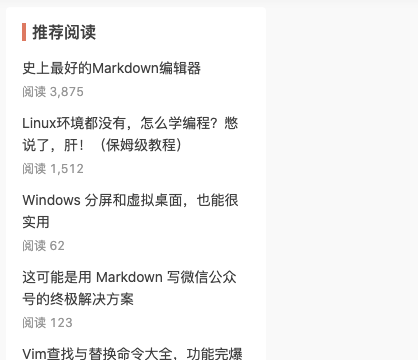 推荐阅读
史上最好的Markdown编辑器
阅读 3,875
Linux环境都没有，怎么学编程？憋
说了，肝！（保姆级教程）
阅读 1,512
Windows 分屏和虚拟桌面，也能很
实用
阅读 62
这可能是用 Markdown 写微信公众
号的终极解决方案
阅读 123
Vim查找与替换命令大全，功能完爆